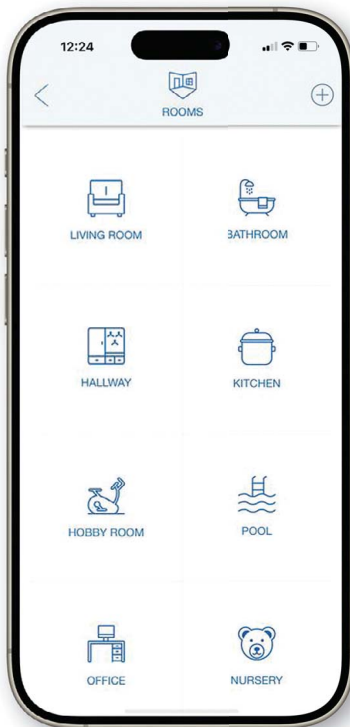 12:24
ROOMS
LIVING ROOM
BATHROOM
HALLWAY
KITCHEN
HOBBY ROOM
POOL
OFFICE
NURSERY